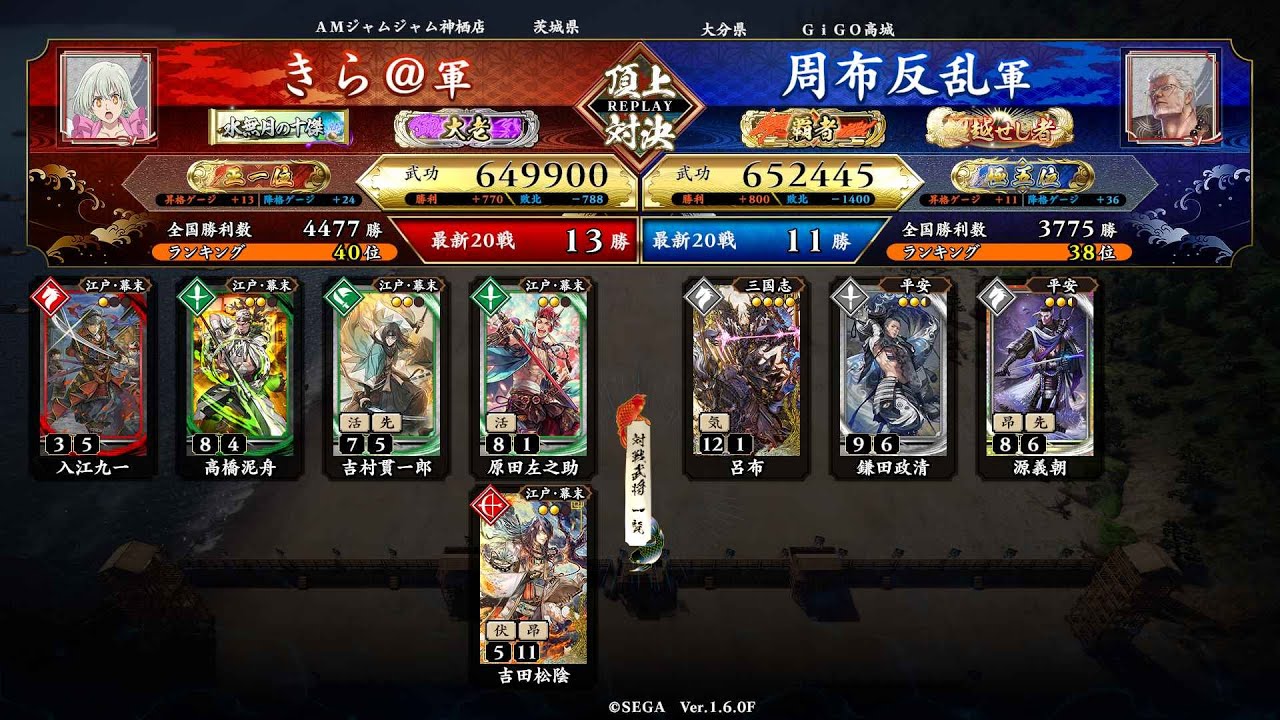 AMジャムジャム神栖店 茨城県
大分県 GiGO高城
きら@軍
頂上
REPLAY
対決
周布反乱軍
水無月の十傑
大老
覇者
超越せし者
正一位
武功 649900
武功 652445
極五位
昇格ゲージ +13 降格ゲージ +24
勝利 +770 敗北 -788
勝利 +800 敗北 -1400
昇格ゲージ +11 降格ゲージ +36
全国勝利数 4477勝
ランキング 40位
最新20戦 13勝
最新20戦 11勝
全国勝利数 3775勝
ランキング 38位
江戸・幕末
江戸・幕末
江戸・幕末
江戸・幕末
三国志
平安
平安
活 先
活
気
昂 先
3 5
8 4
7 5
8 1
12 1
9 6
8 6
入江九一
高橋泥舟
吉村貫一郎
原田左之助
対戦武将一覧
呂布
鎌田政清
源義朝
江戸・幕末
伏 昂
5 11
吉田松陰
©SEGA Ver.1.6.0F